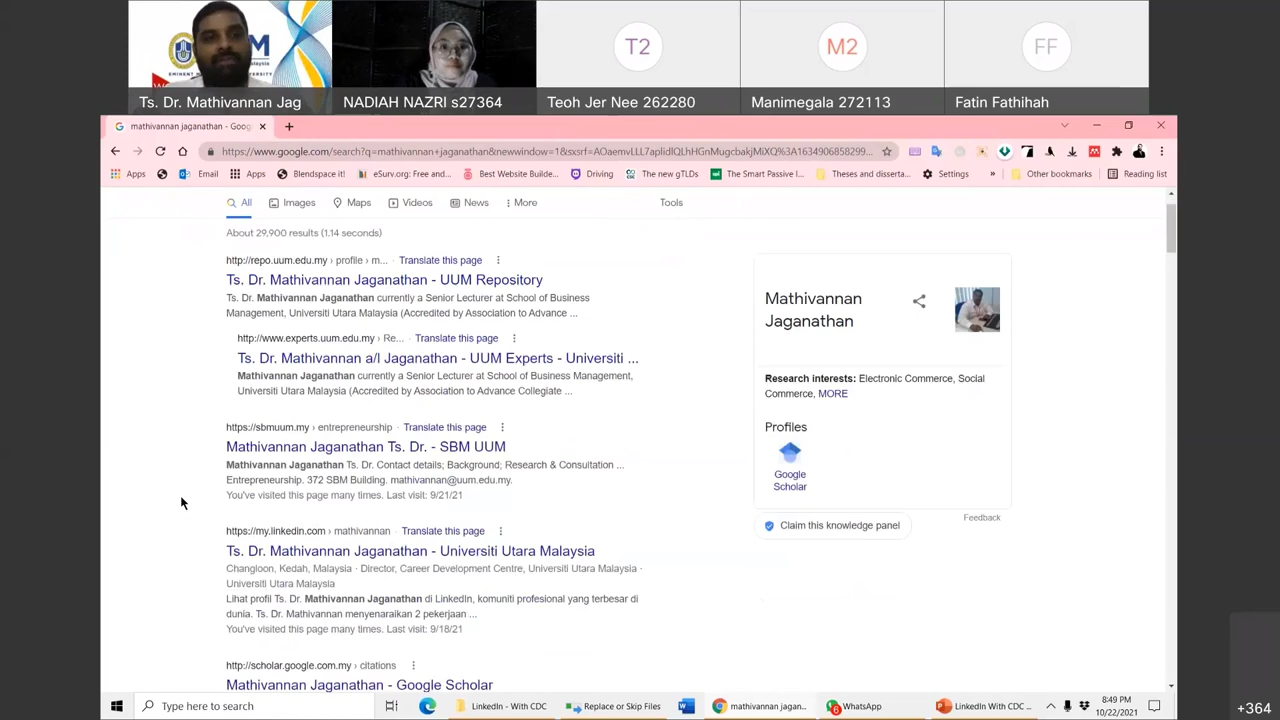 T2
M2
FF
Ts. Dr. Mathivannan Jag
NADIAH NAZRI s27364
Teoh Jer Nee 262280
Manimegala 272113
Fatin Fathihah
mathivannan jaganathan - Goog
https://www.google.com/search?q=mathivannan+jaganathan&newwindow=1&sxsrf=AOaemvLLL7aplidlQLhHGnMugcbakjMiXQ%3A1634906858299...
Apps
Email
Apps
Blendspace it!
eSurv.org: Free and...
Best Website Builde...
Driving
The new gTLDs
The Smart Passive I...
Theses and disserta...
Settings
»
Other bookmarks
Reading list
All
Images
Maps
Videos
News
More
Tools
About 29,900 results (1.14 seconds)
http://repo.uum.edu.my › profile › m... · Translate this page
Ts. Dr. Mathivannan Jaganathan - UUM Repository
Ts. Dr. Mathivannan Jaganathan currently a Senior Lecturer at School of Business
Management, Universiti Utara Malaysia (Accredited by Association to Advance ...
http://www.experts.uum.edu.my › Re... · Translate this page
Ts. Dr. Mathivannan a/l Jaganathan - UUM Experts - Universiti ...
Mathivannan Jaganathan currently a Senior Lecturer at School of Business Management,
Universiti Utara Malaysia (Accredited by Association to Advance Collegiate ...
https://sbmuum.my › entrepreneurship · Translate this page
Mathivannan Jaganathan Ts. Dr. - SBM UUM
Mathivannan Jaganathan Ts. Dr. Contact details; Background; Research & Consultation ...
Entrepreneurship. 372 SBM Building. mathivannan@uum.edu.my.
You've visited this page many times. Last visit: 9/21/21
https://my.linkedin.com › mathivannan · Translate this page
Ts. Dr. Mathivannan Jaganathan - Universiti Utara Malaysia
Changloon, Kedah, Malaysia · Director, Career Development Centre, Universiti Utara Malaysia ·
Universiti Utara Malaysia
Lihat profil Ts. Dr. Mathivannan Jaganathan di LinkedIn, komuniti profesional yang terbesar di
dunia. Ts. Dr. Mathivannan menyenaraikan 2 pekerjaan ...
You've visited this page many times. Last visit: 9/18/21
http://scholar.google.com.my › citations
Mathivannan Jaganathan - Google Scholar
Mathivannan
Jaganathan
Research interests: Electronic Commerce, Social
Commerce, MORE
Profiles
Google
Scholar
Feedback
Claim this knowledge panel
Type here to search
LinkedIn - With CDC
Replace or Skip Files
mathivannan jagan...
6
WhatsApp
LinkedIn With CDC ...
8:49 PM
10/22/2021
+364